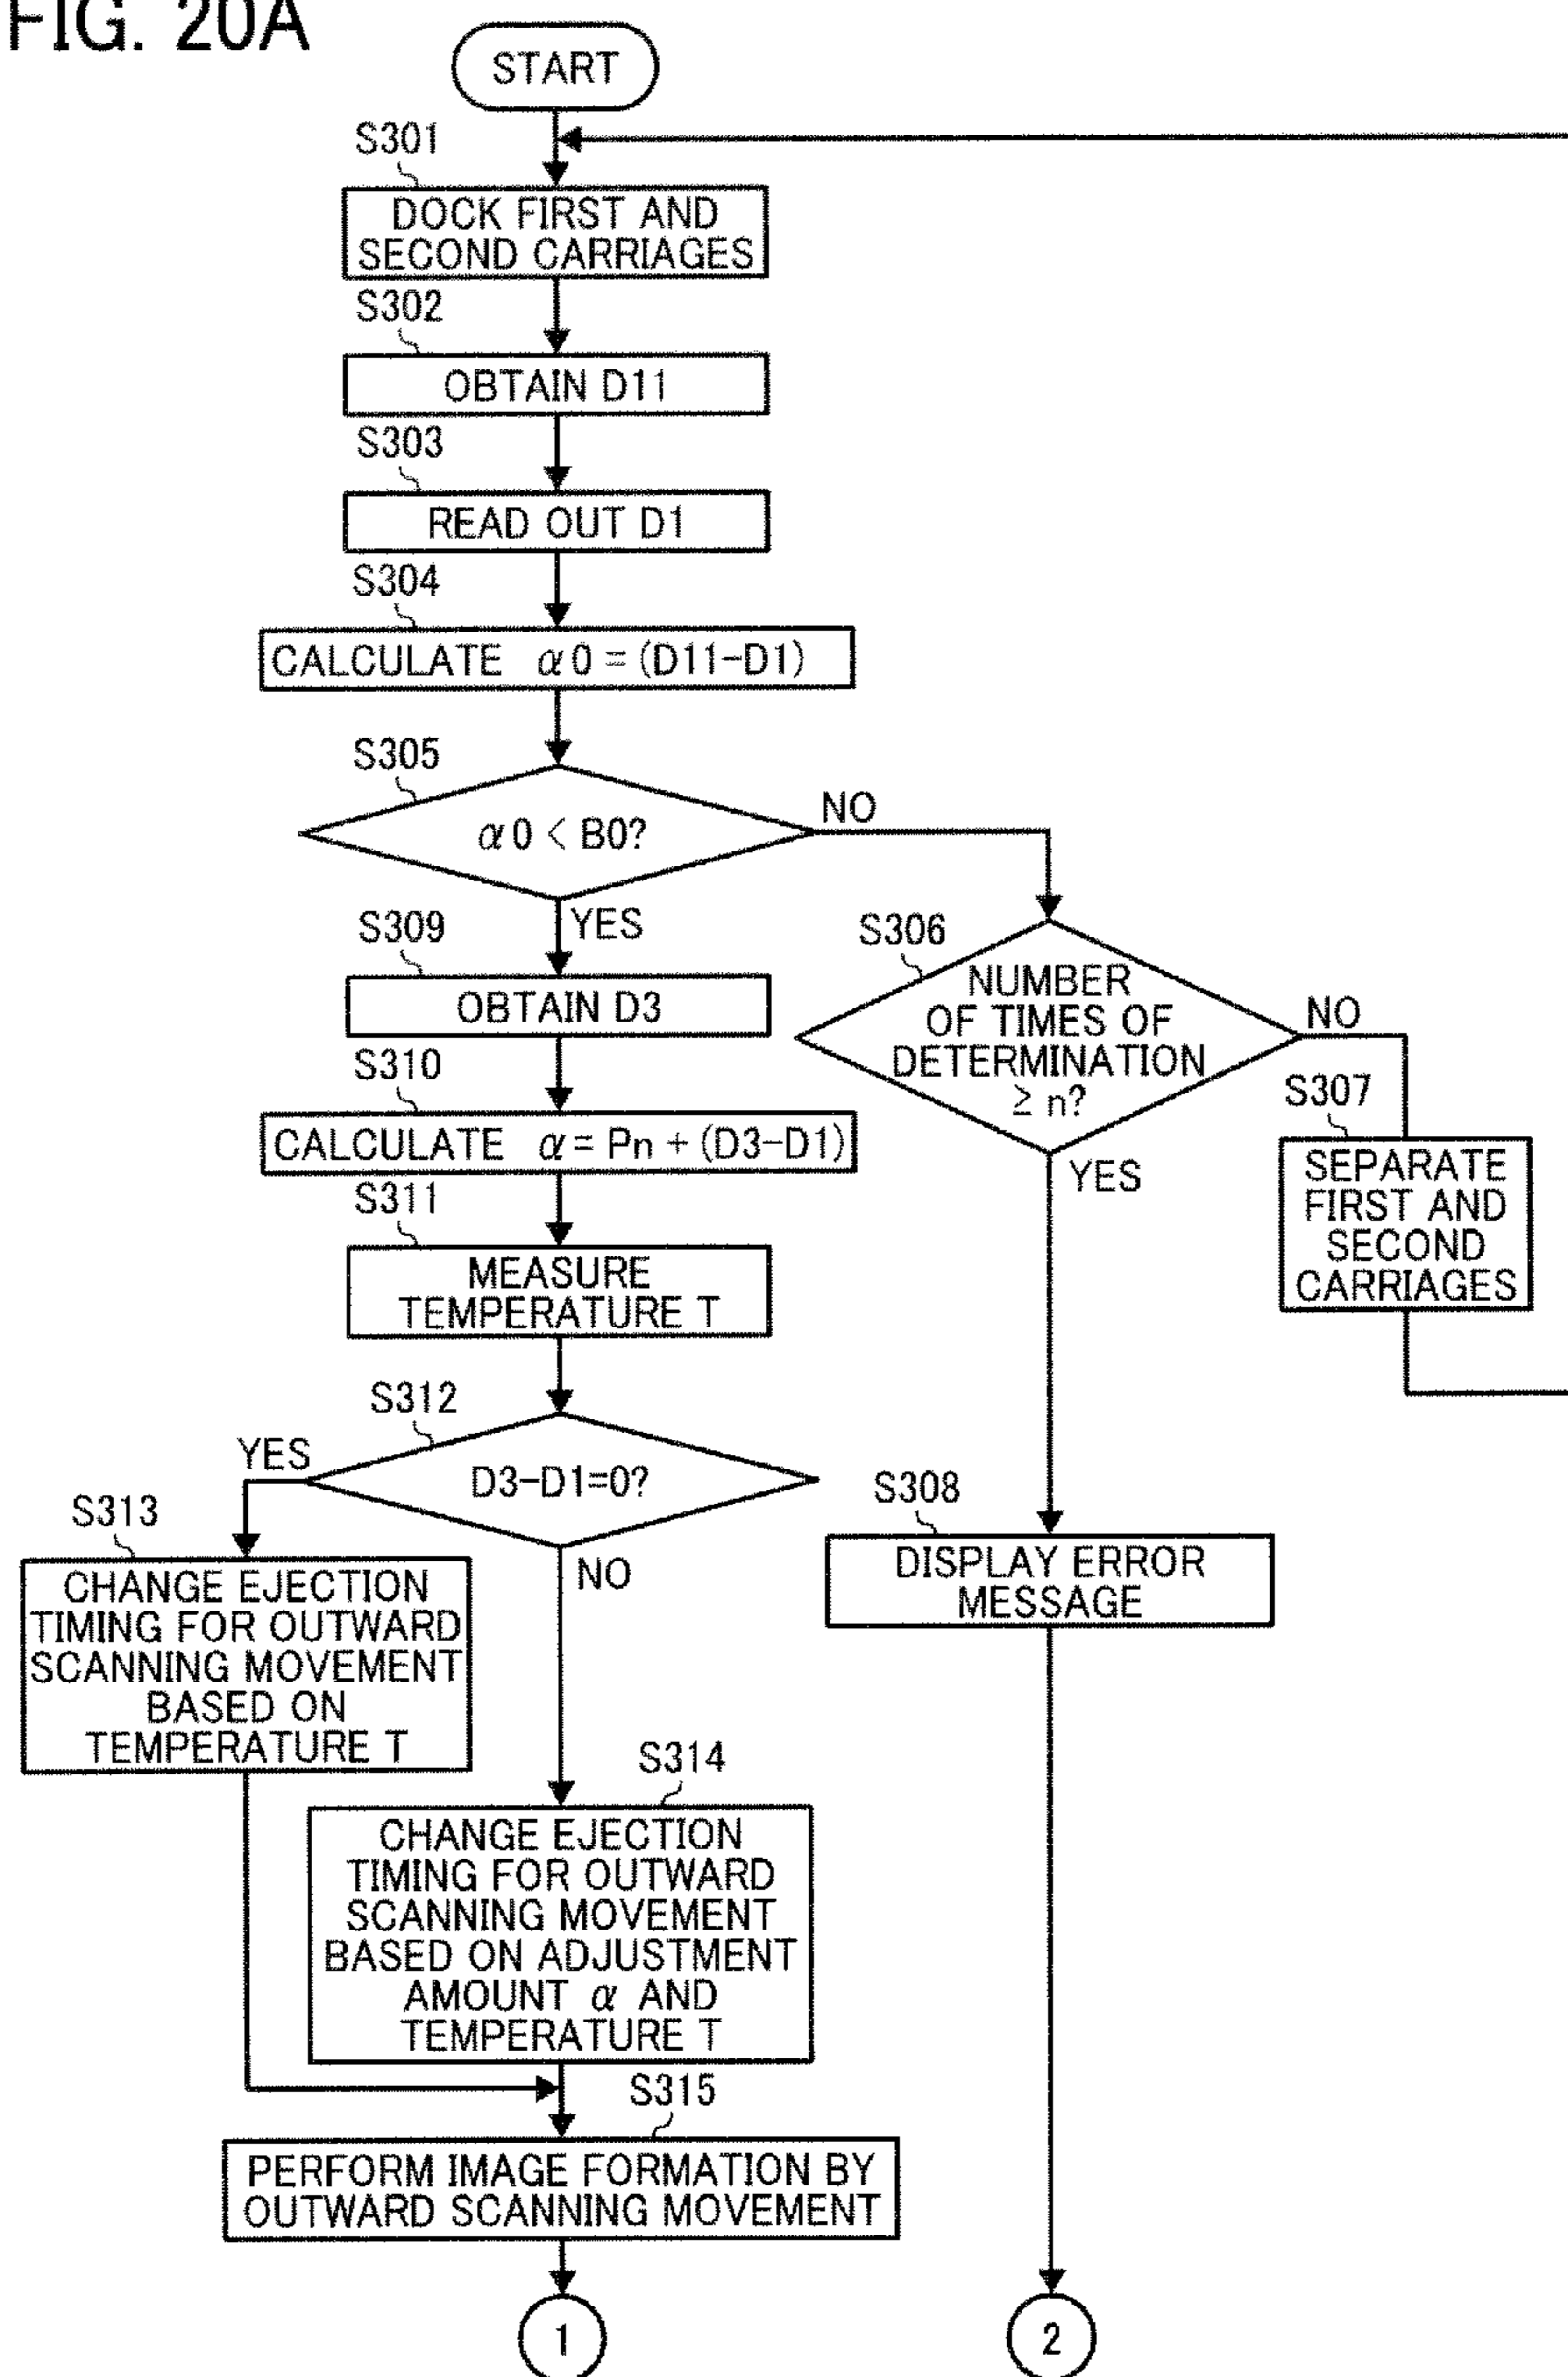 FIG. 20A
START
S301
DOCK FIRST AND
SECOND CARRIAGES
S302
OBTAIN D11
S303
READ OUT D1
S304
CALCULATE α0 = (D11-D1)
S305
α0 < B0?
NO
YES
S309
OBTAIN D3
S306
NUMBER
OF TIMES OF
DETERMINATION
≥ n?
NO
YES
S307
SEPARATE
FIRST AND
SECOND
CARRIAGES
S310
CALCULATE α = Pn + (D3-D1)
S311
MEASURE
TEMPERATURE T
S312
D3-D1=0?
YES
NO
S313
CHANGE EJECTION
TIMING FOR OUTWARD
SCANNING MOVEMENT
BASED ON
TEMPERATURE T
S308
DISPLAY ERROR
MESSAGE
S314
CHANGE EJECTION
TIMING FOR OUTWARD
SCANNING MOVEMENT
BASED ON ADJUSTMENT
AMOUNT α AND
TEMPERATURE T
S315
PERFORM IMAGE FORMATION BY
OUTWARD SCANNING MOVEMENT
1
2